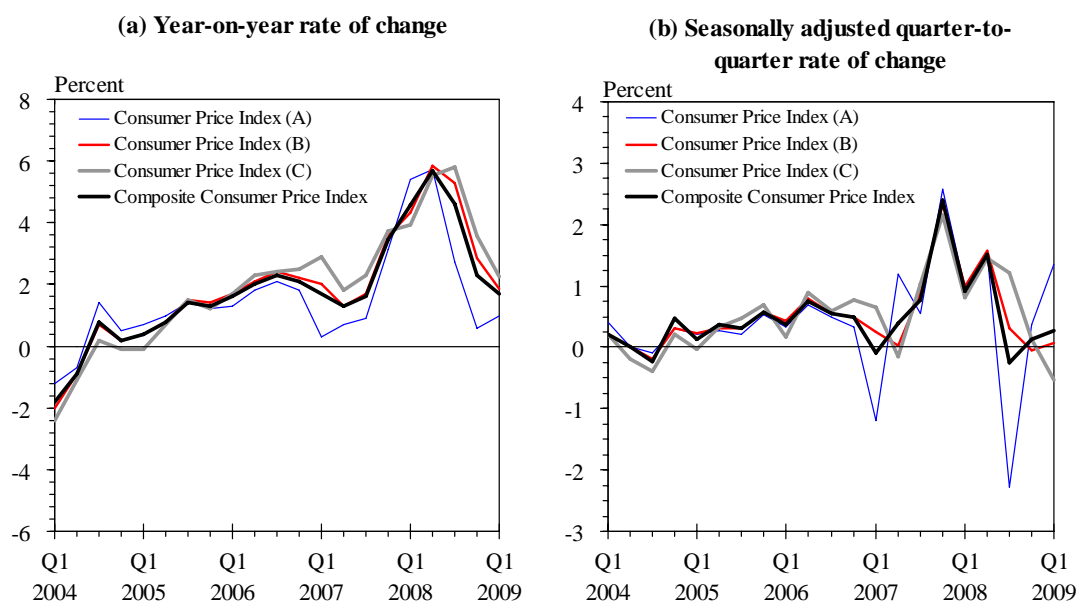 (a) Year-on-year rate of change
Percent
8
6
4
2
0
-2
-4
-6
Consumer Price Index (A)
Consumer Price Index (B)
Consumer Price Index (C)
Composite Consumer Price Index
Q1 Q1 Q1 Q1 Q1 Q1
2004 2005 2006 2007 2008 2009
(b) Seasonally adjusted quarter-to-
quarter rate of change
Percent
4
3
2
1
0
-1
-2
-3
Consumer Price Index (A)
Consumer Price Index (B)
Consumer Price Index (C)
Composite Consumer Price Index
Q1 Q1 Q1 Q1 Q1 Q1
2004 2005 2006 2007 2008 2009